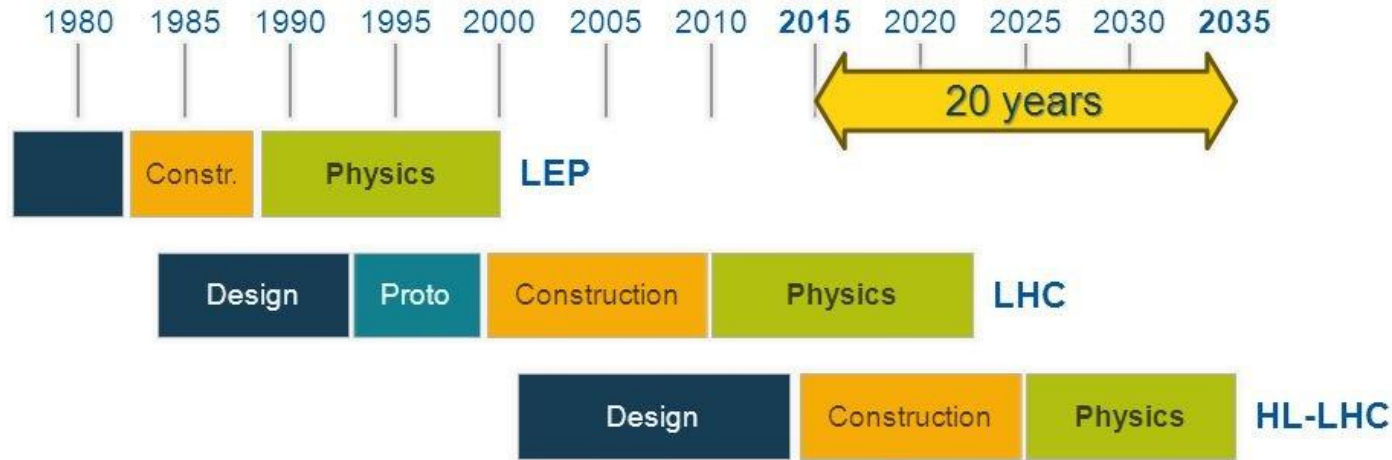 1980 1985 1990 1995 2000 2005 2010 2015 2020 2025 2030 2035
20 years
Constr. Physics LEP
Design Proto Construction Physics LHC
Design Construction Physics HL-LHC